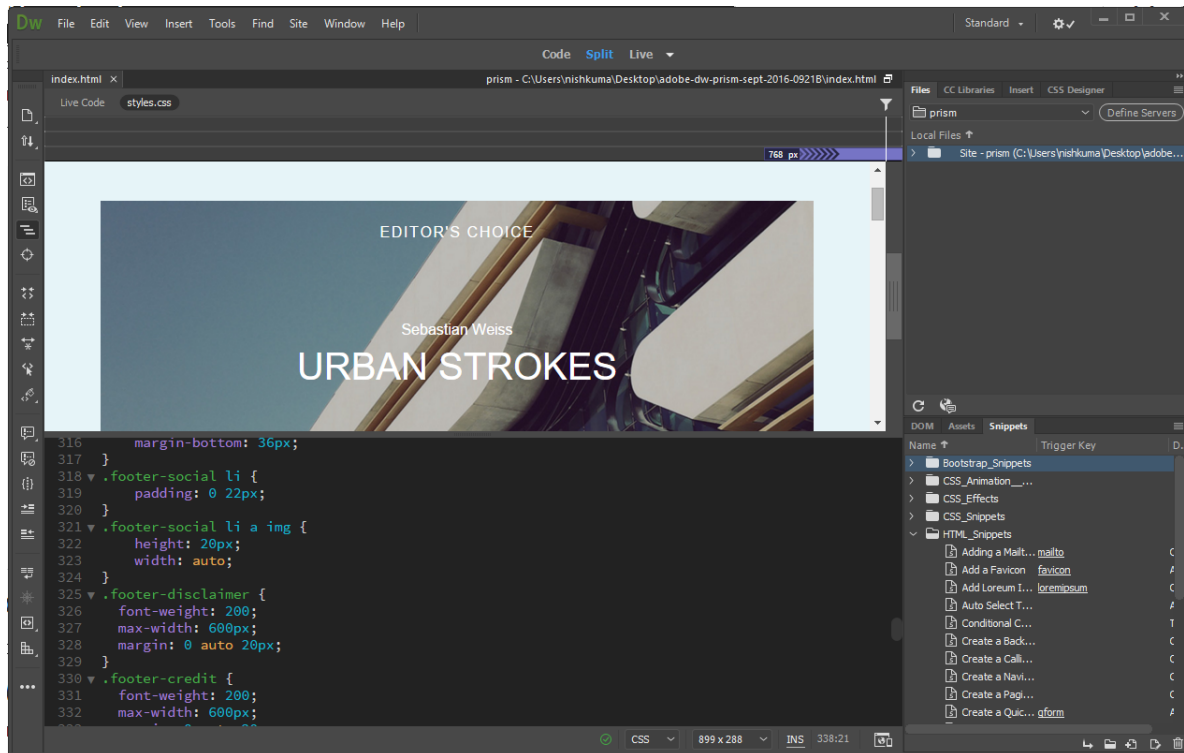 Dw File Edit View Insert Tools Find Site Window Help Standard
Code Split Live
index.html × prism - C:\Users\nishkuma\Desktop\adobe-dw-prism-sept-2016-0921B\index.html
Live Code styles.css
768 px
EDITOR'S CHOICE
Sebastian Weiss
URBAN STROKES
316 margin-bottom: 36px;
317 }
318 .footer-social li {
319 padding: 0 22px;
320 }
321 .footer-social li a img {
322 height: 20px;
323 width: auto;
324 }
325 .footer-disclaimer {
326 font-weight: 200;
327 max-width: 600px;
328 margin: 0 auto 20px;
329 }
330 .footer-credit {
331 font-weight: 200;
332 max-width: 600px;
CSS 899 x 288 INS 338:21
Files CC Libraries Insert CSS Designer
prism Define Servers
Local Files
Site - prism (C:\Users\nishkuma\Desktop\adobe...
DOM Assets Snippets
Name Trigger Key D.
Bootstrap_Snippets
CSS_Animation__...
CSS_Effects
CSS_Snippets
HTML_Snippets
Adding a Mailt... mailto
Add a Favicon favicon
Add Loreum I... loremipsum
Auto Select T...
Conditional C...
Create a Back...
Create a Calli...
Create a Navi...
Create a Pagi...
Create a Quic... qform